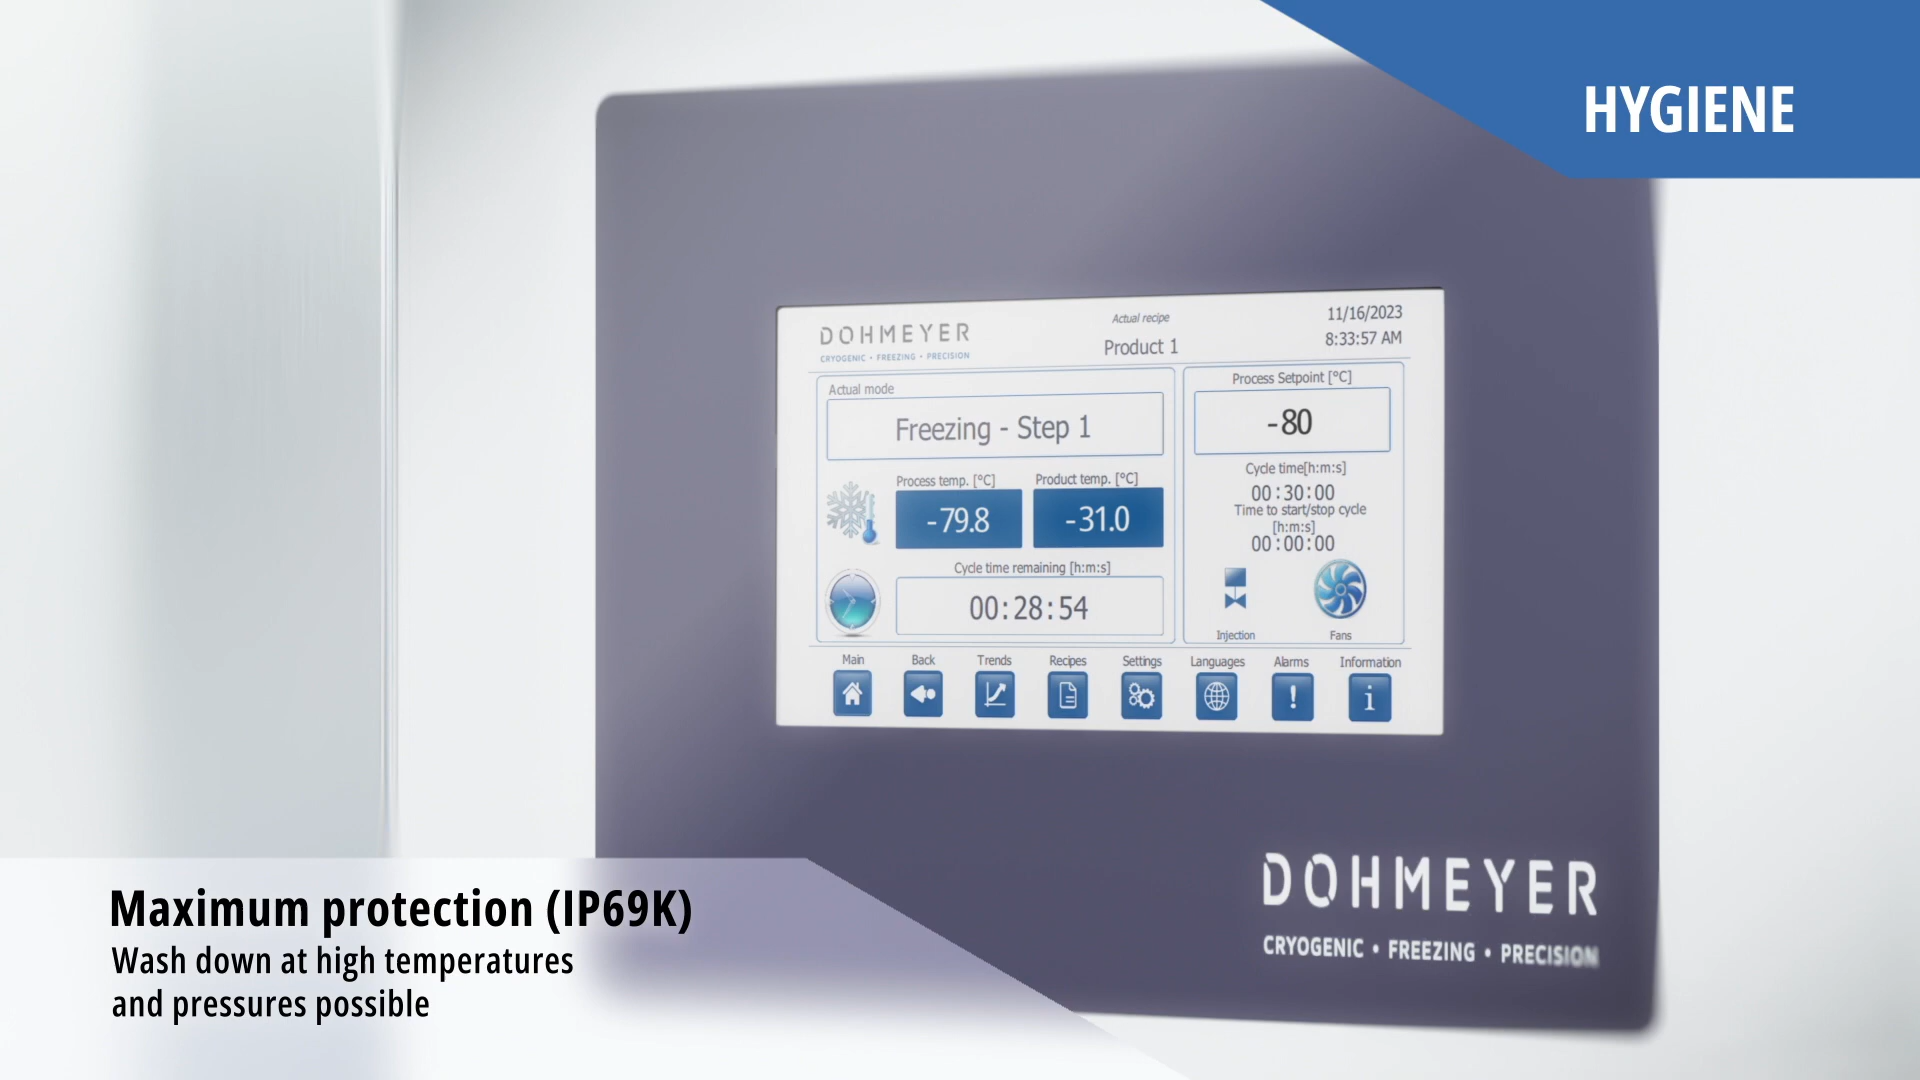 HYGIENE
DOHMEYER
CRYOGENIC • FREEZING • PRECISION
Actual recipe
Product 1
11/16/2023
8:33:57 AM
Actual mode
Freezing - Step 1
Process temp. [°C]
Product temp. [°C]
-79.8
-31.0
Cycle time remaining [h:m:s]
00:28:54
Process Setpoint [°C]
-80
Cycle time[h:m:s]
00:30:00
Time to start/stop cycle
[h:m:s]
00:00:00
Injection
Fans
Main
Back
Trends
Recipes
Settings
Languages
Alarms
Information
DOHMEYER
CRYOGENIC • FREEZING • PRECISION
Maximum protection (IP69K)
Wash down at high temperatures
and pressures possible